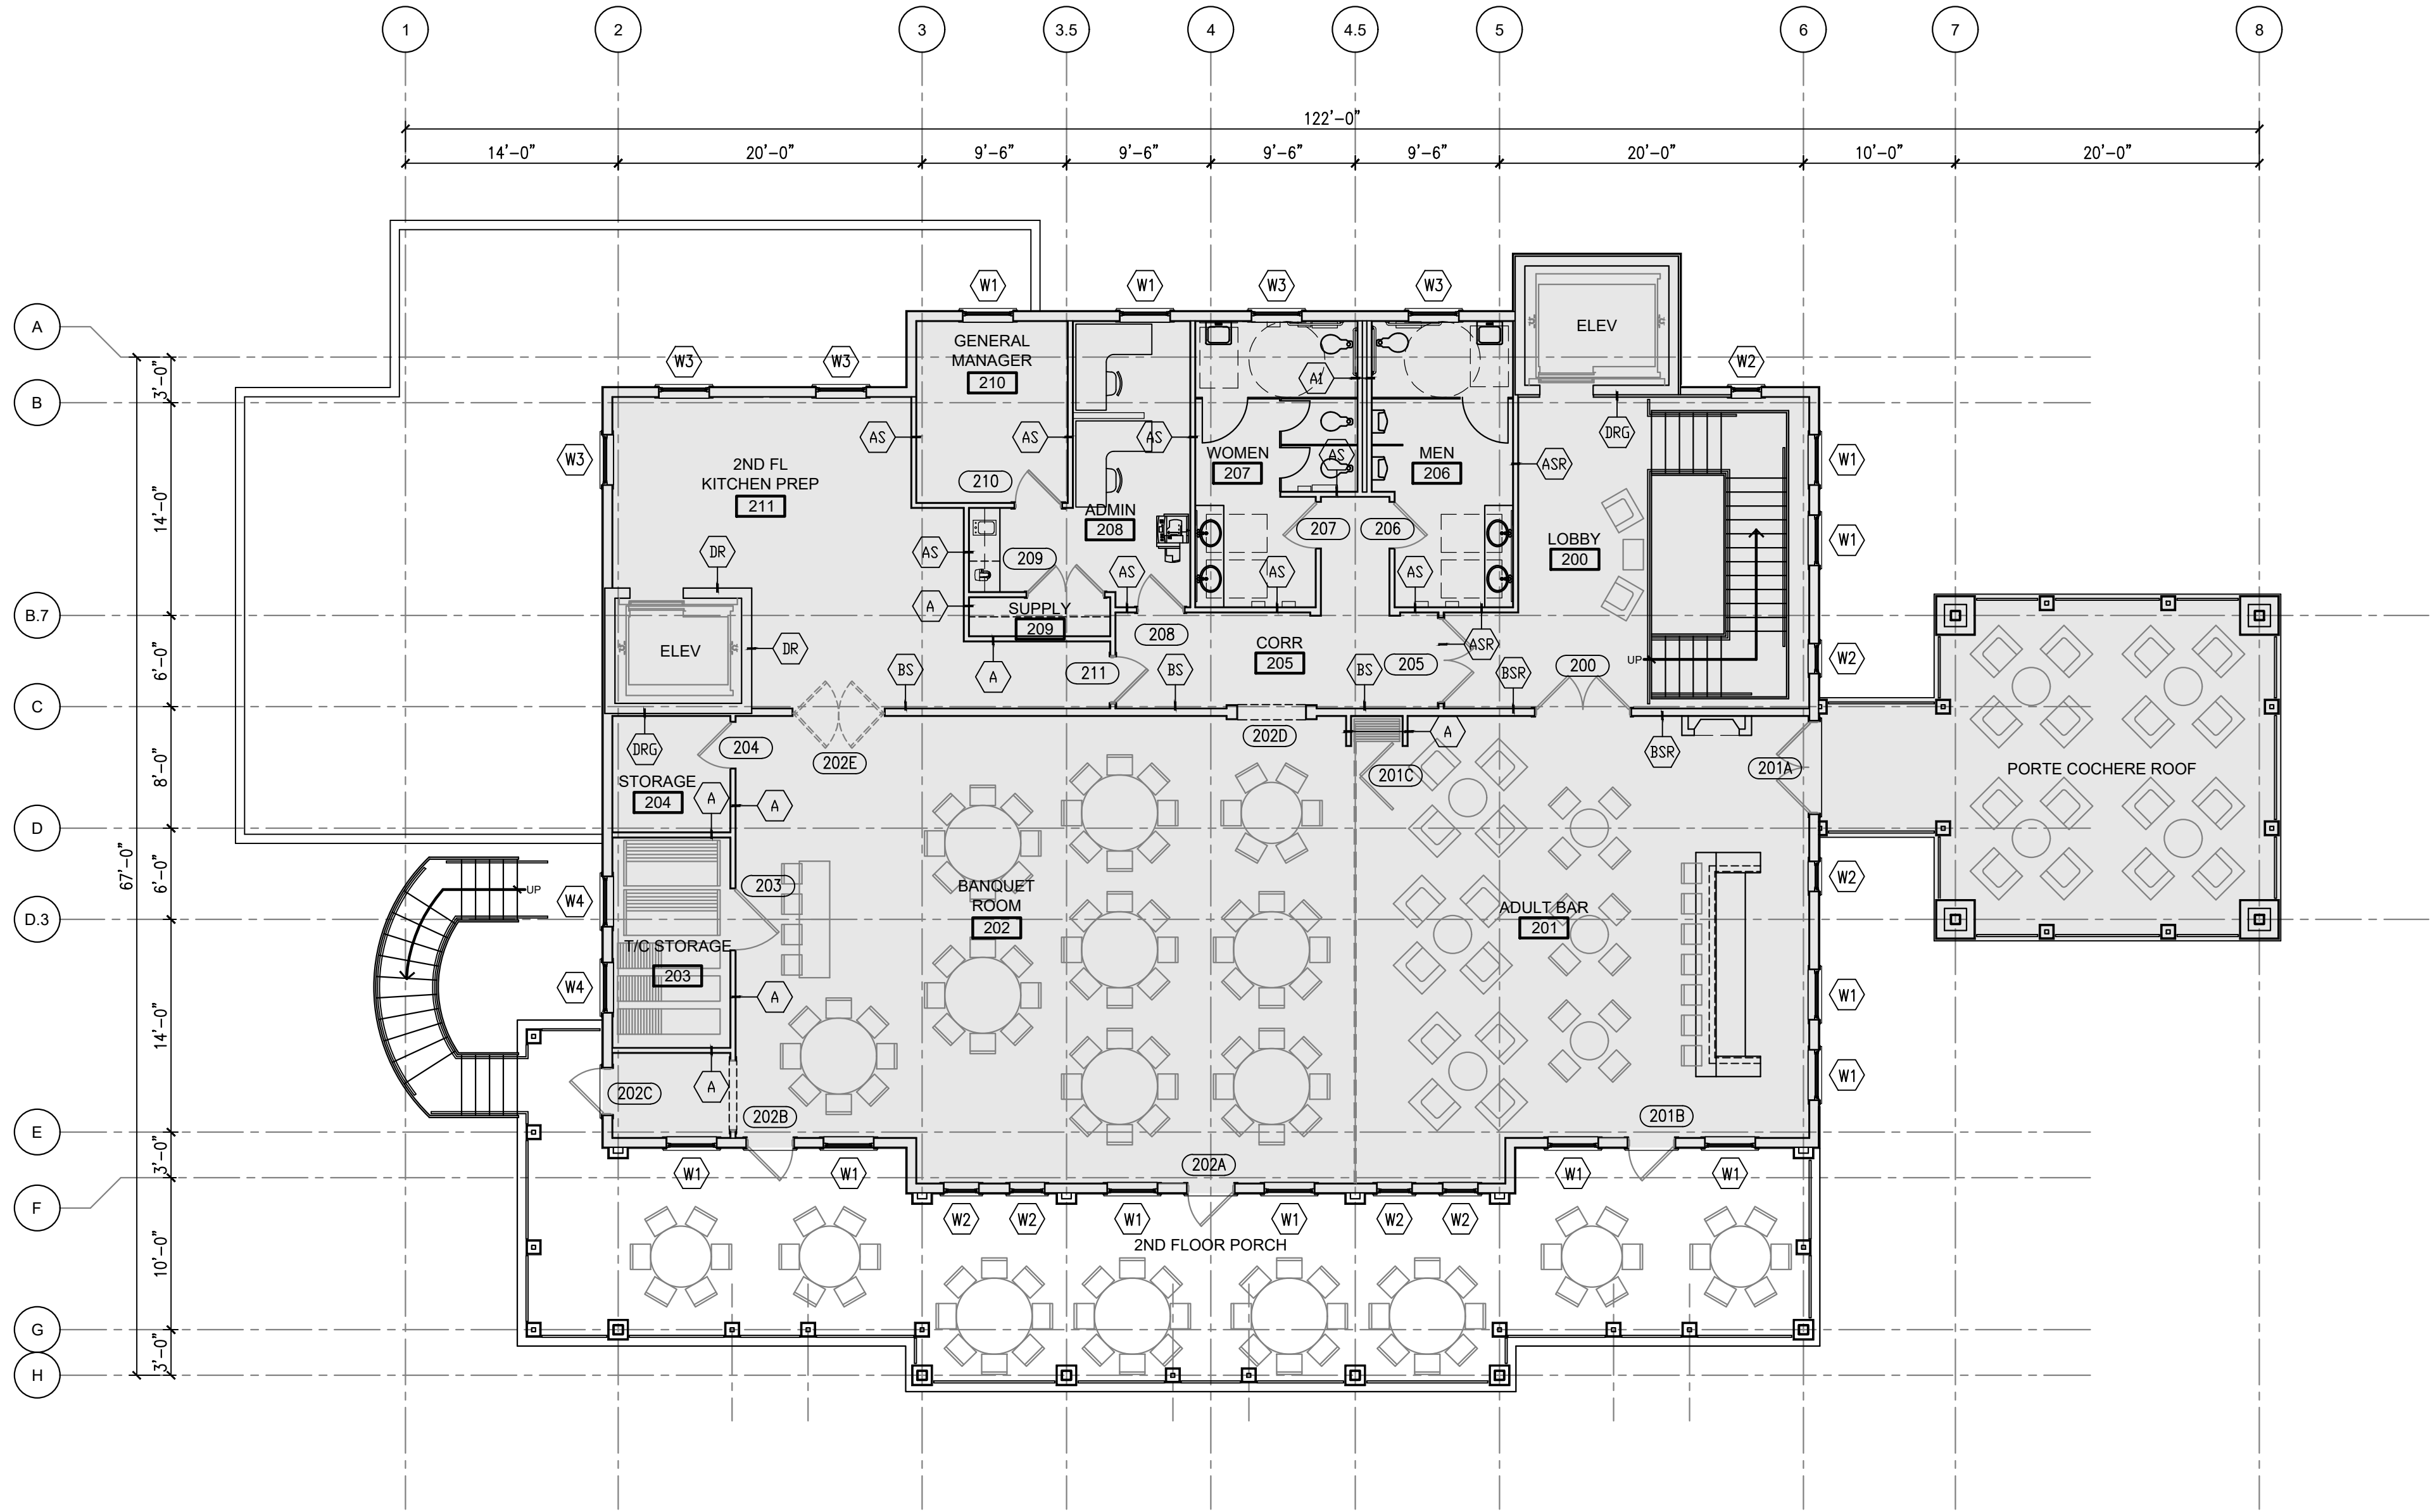 1 2 3 3.5 4 4.5 5 6 7 8
122'-0"
14'-0" 20'-0" 9'-6" 9'-6" 9'-6" 9'-6" 20'-0" 10'-0" 20'-0"
W1 W1 W3 W3
A
ELEV
GENERAL
MANAGER
210
W3 W3 W2
A1
3'-0"
B
AS AS AS DRG
W3
2ND FL
KITCHEN PREP
211
WOMEN
207
AS
MEN
206
ASR
W1
210
14'-0"
ADMIN
208
207 206
LOBBY
200
W1
DR AS 209 AS AS AS
A
SUPPLY
209
B.7
208
ELEV
DR
CORR
205
ASR
UP
W2
6'-0"
A 211 BS BS BS 205 BSR 200
C
DRG 204 202E 202D A 201C BSR 201A
8'-0"
STORAGE
204
A A
PORTE COCHERE ROOF
D
67'-0"
6'-0"
UP
203
W4
BANQUET
ROOM
202
ADULT BAR
201
W2
D.3
T/C STORAGE
203
W4 A W1
14'-0"
202C A 202B 201B W1
E
3'-0"
W1 W1 202A W1 W1
F
W2 W2 W1 W1 W2 W2
2ND FLOOR PORCH
10'-0"
G
3'-0"
H